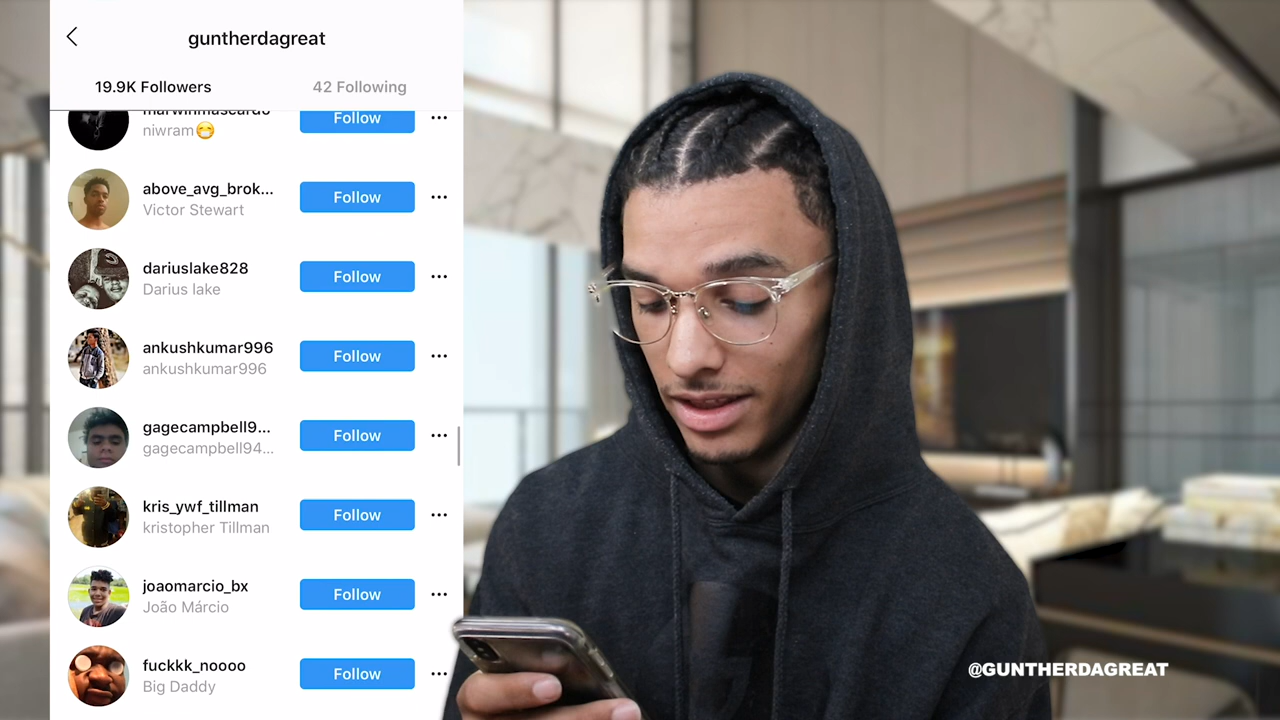 guntherdagreat
19.9K Followers
42 Following
Follow
niwram😷
above_avg_brok...
Victor Stewart
Follow
dariuslake828
Darius lake
Follow
ankushkumar996
ankushkumar996
Follow
gagecampbell9...
gagecampbell94...
Follow
kris_ywf_tillman
kristopher Tillman
Follow
joaomarcio_bx
João Márcio
Follow
fuckkk_noooo
Big Daddy
Follow
@GUNTHERDAGREAT